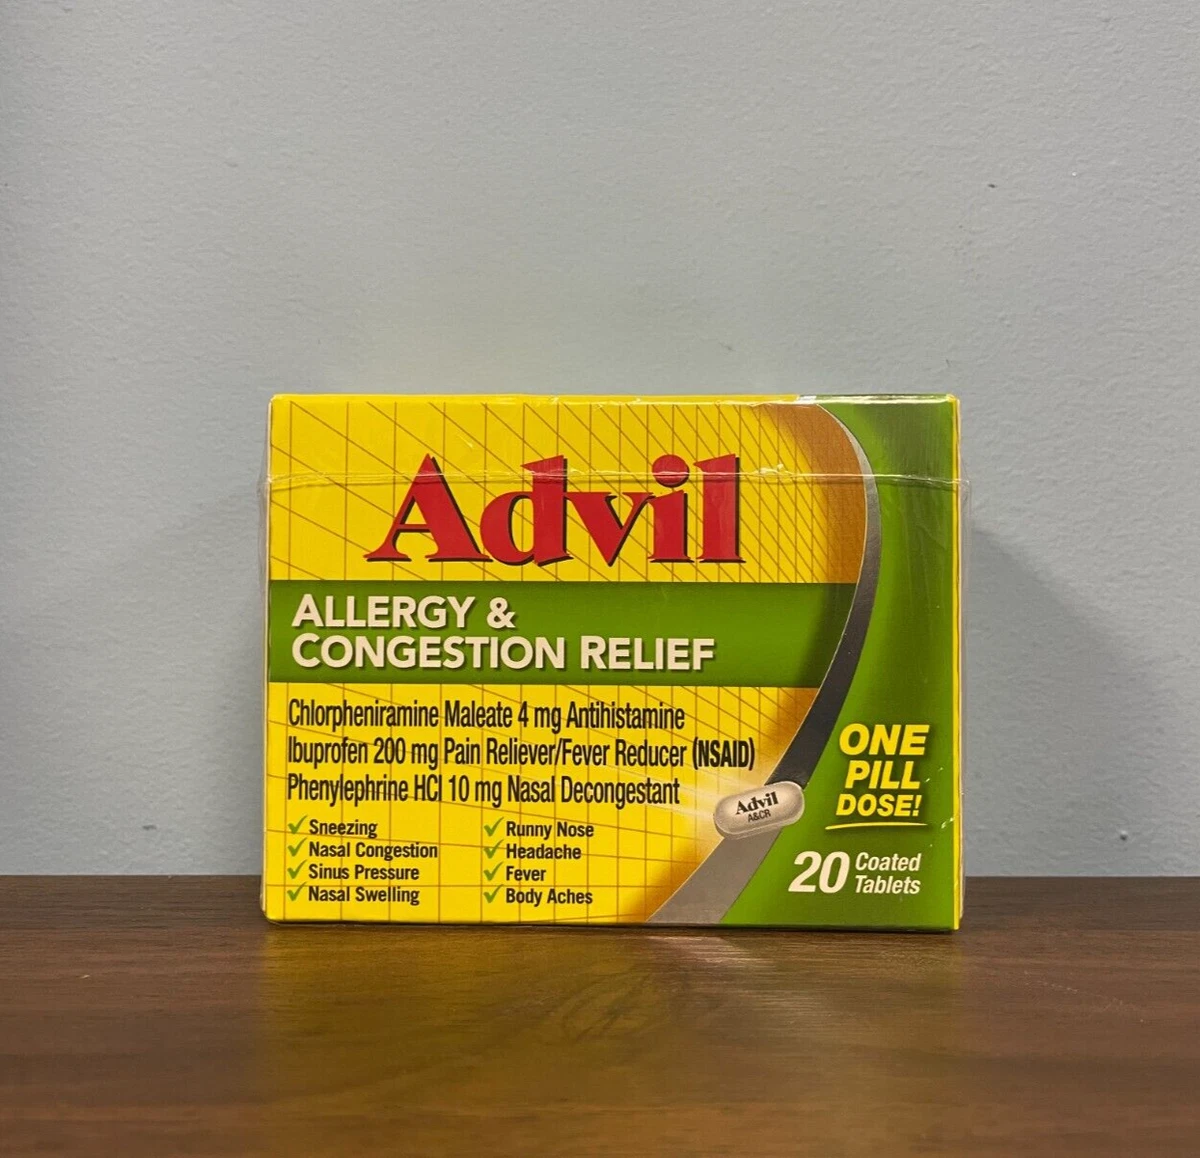 Advil
ALLERGY &
CONGESTION RELIEF
Chlorpheniramine Maleate 4 mg Antihistamine
Ibuprofen 200 mg Pain Reliever/Fever Reducer (NSAID)
Phenylephrine HCl 10 mg Nasal Decongestant
Sneezing
Nasal Congestion
Sinus Pressure
Nasal Swelling
Runny Nose
Headache
Fever
Body Aches
Advil
A&CR
ONE
PILL
DOSE!
20 Coated
Tablets